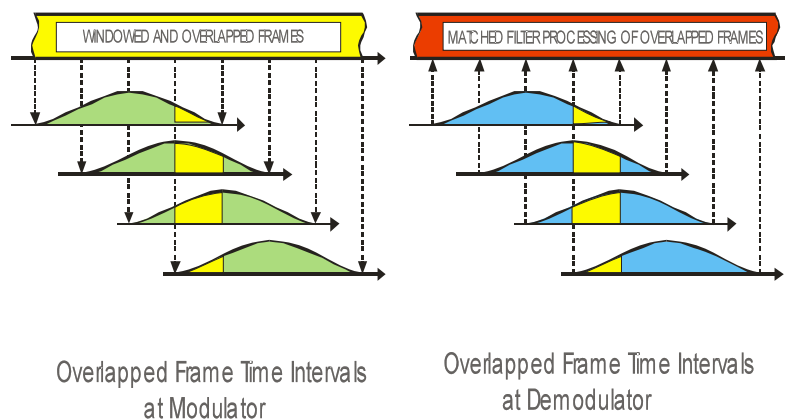 WINDOWED AND OVERLAPPED FRAMES
MATCHED FILTER PROCESSING OF OVERLAPPED FRAMES
Overlapped Frame Time Intervals
at Modulator
Overlapped Frame Time Intervals
at Demodulator